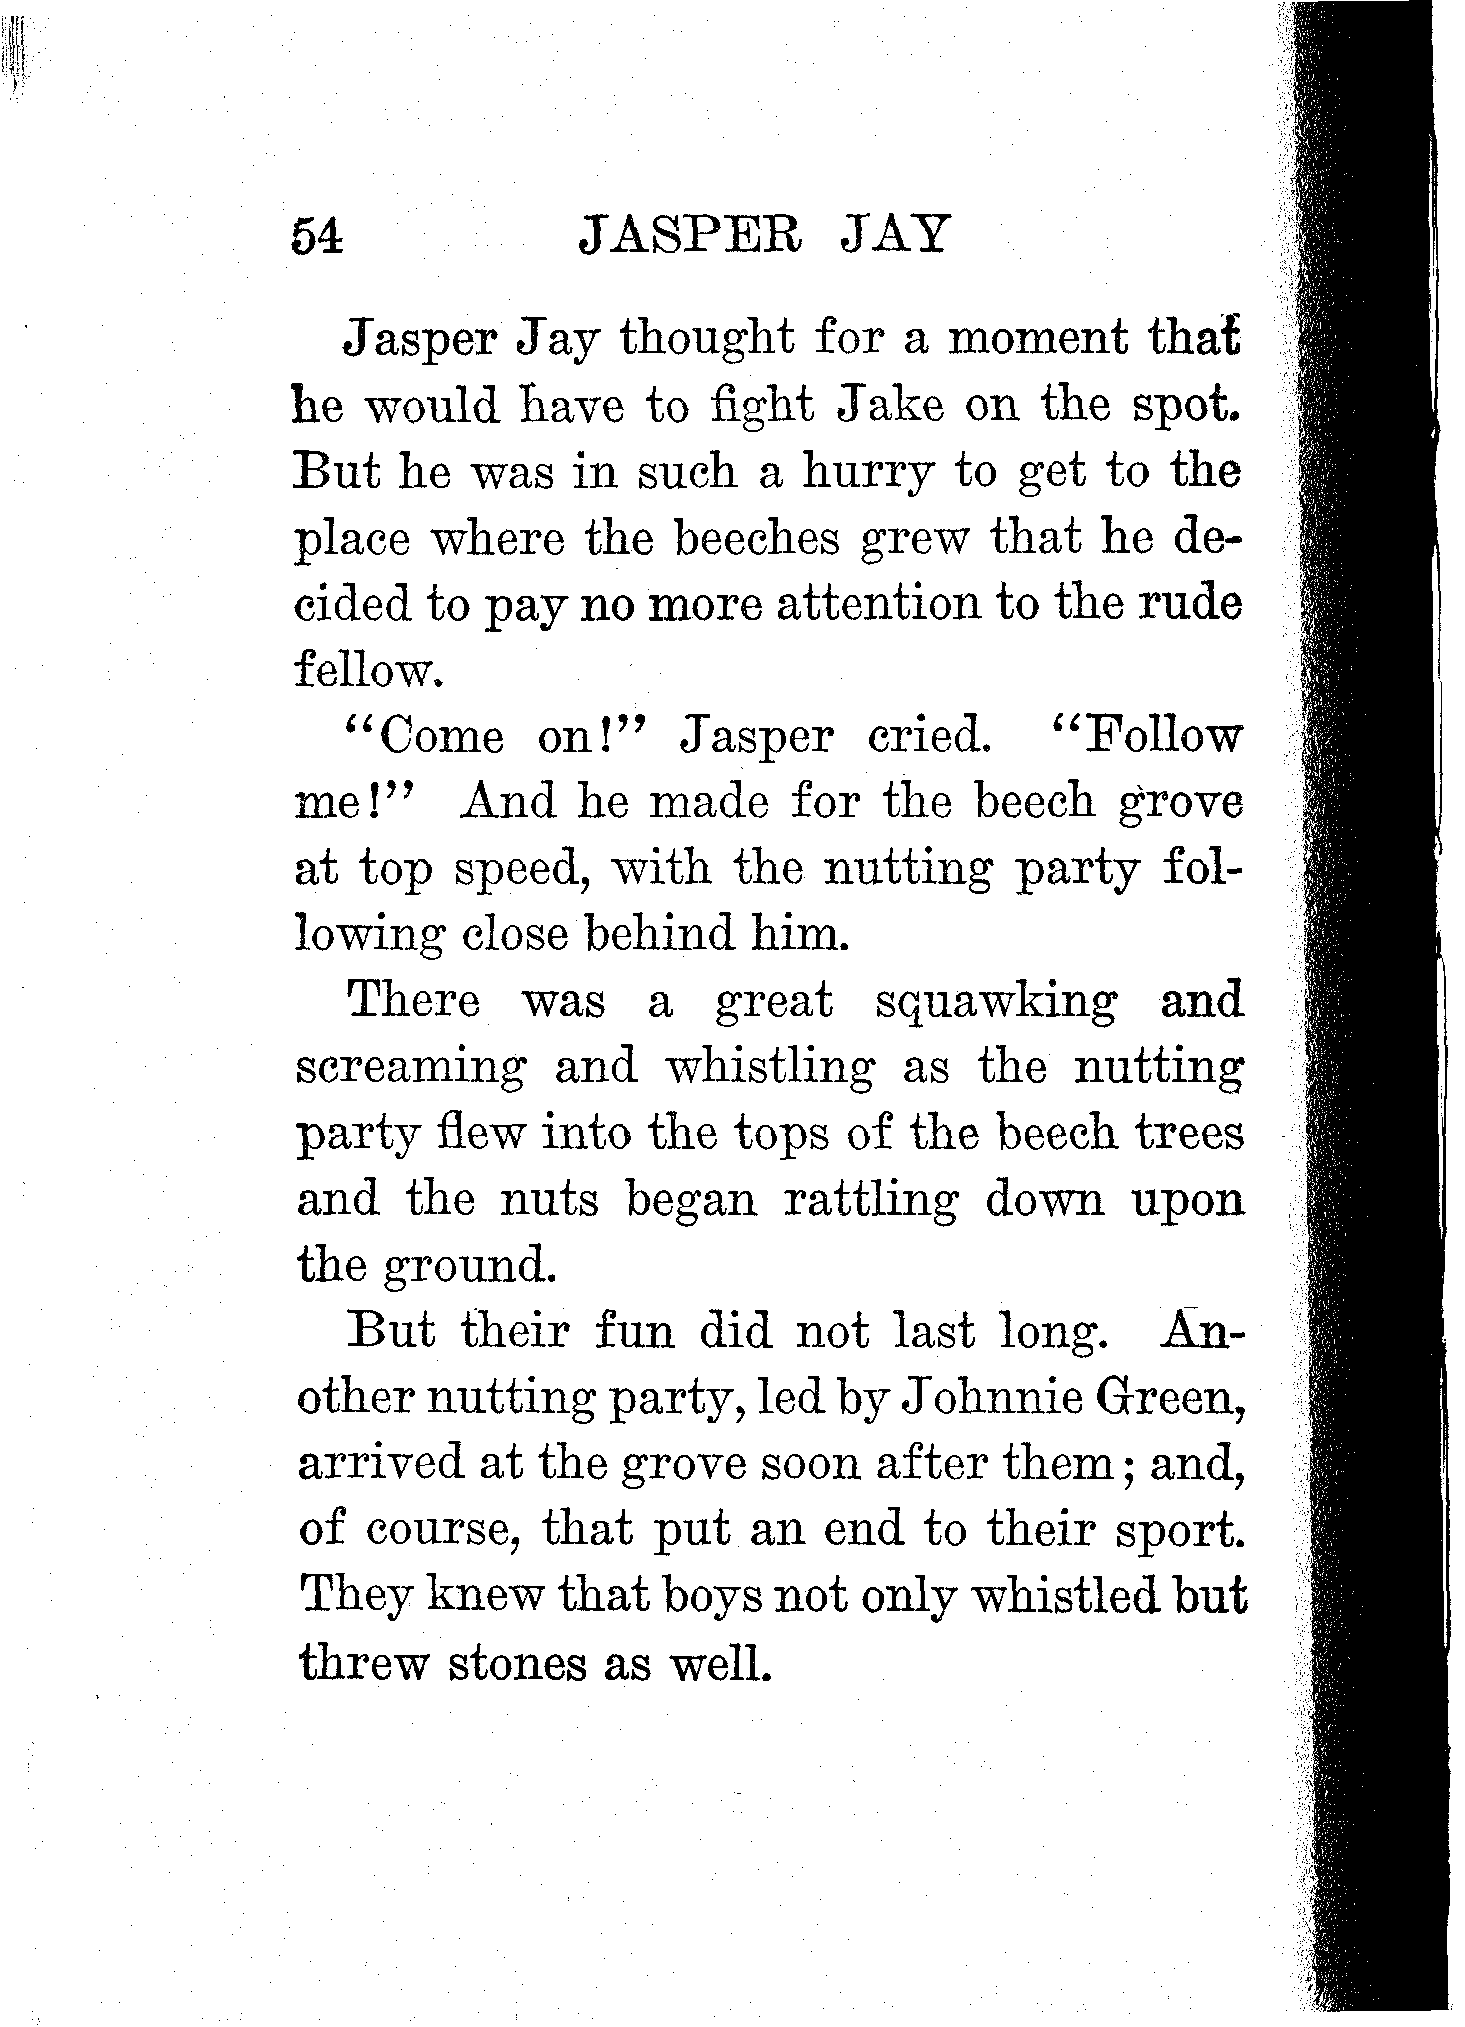 54 JASPER JAY
Jasper Jay thought for a moment that
he would have to fight Jake on the spot.
But he was in such a hurry to get to the
place where the beeches grew that he de-
cided to pay no more attention to the rude
fellow.
“Come on!” Jasper cried. “Follow
me!” And he made for the beech grove
at top speed, with the nutting party fol-
lowing close behind him.
There was a great squawking and
screaming and whistling as the nutting
party flew into the tops of the beech trees
and the nuts began rattling down upon
the ground.
But their fun did not last long. An-
other nutting party, led by Johnnie Green,
arrived at the grove soon after them; and,
of course, that put an end to their sport.
They knew that boys not only whistled but
threw stones as well.